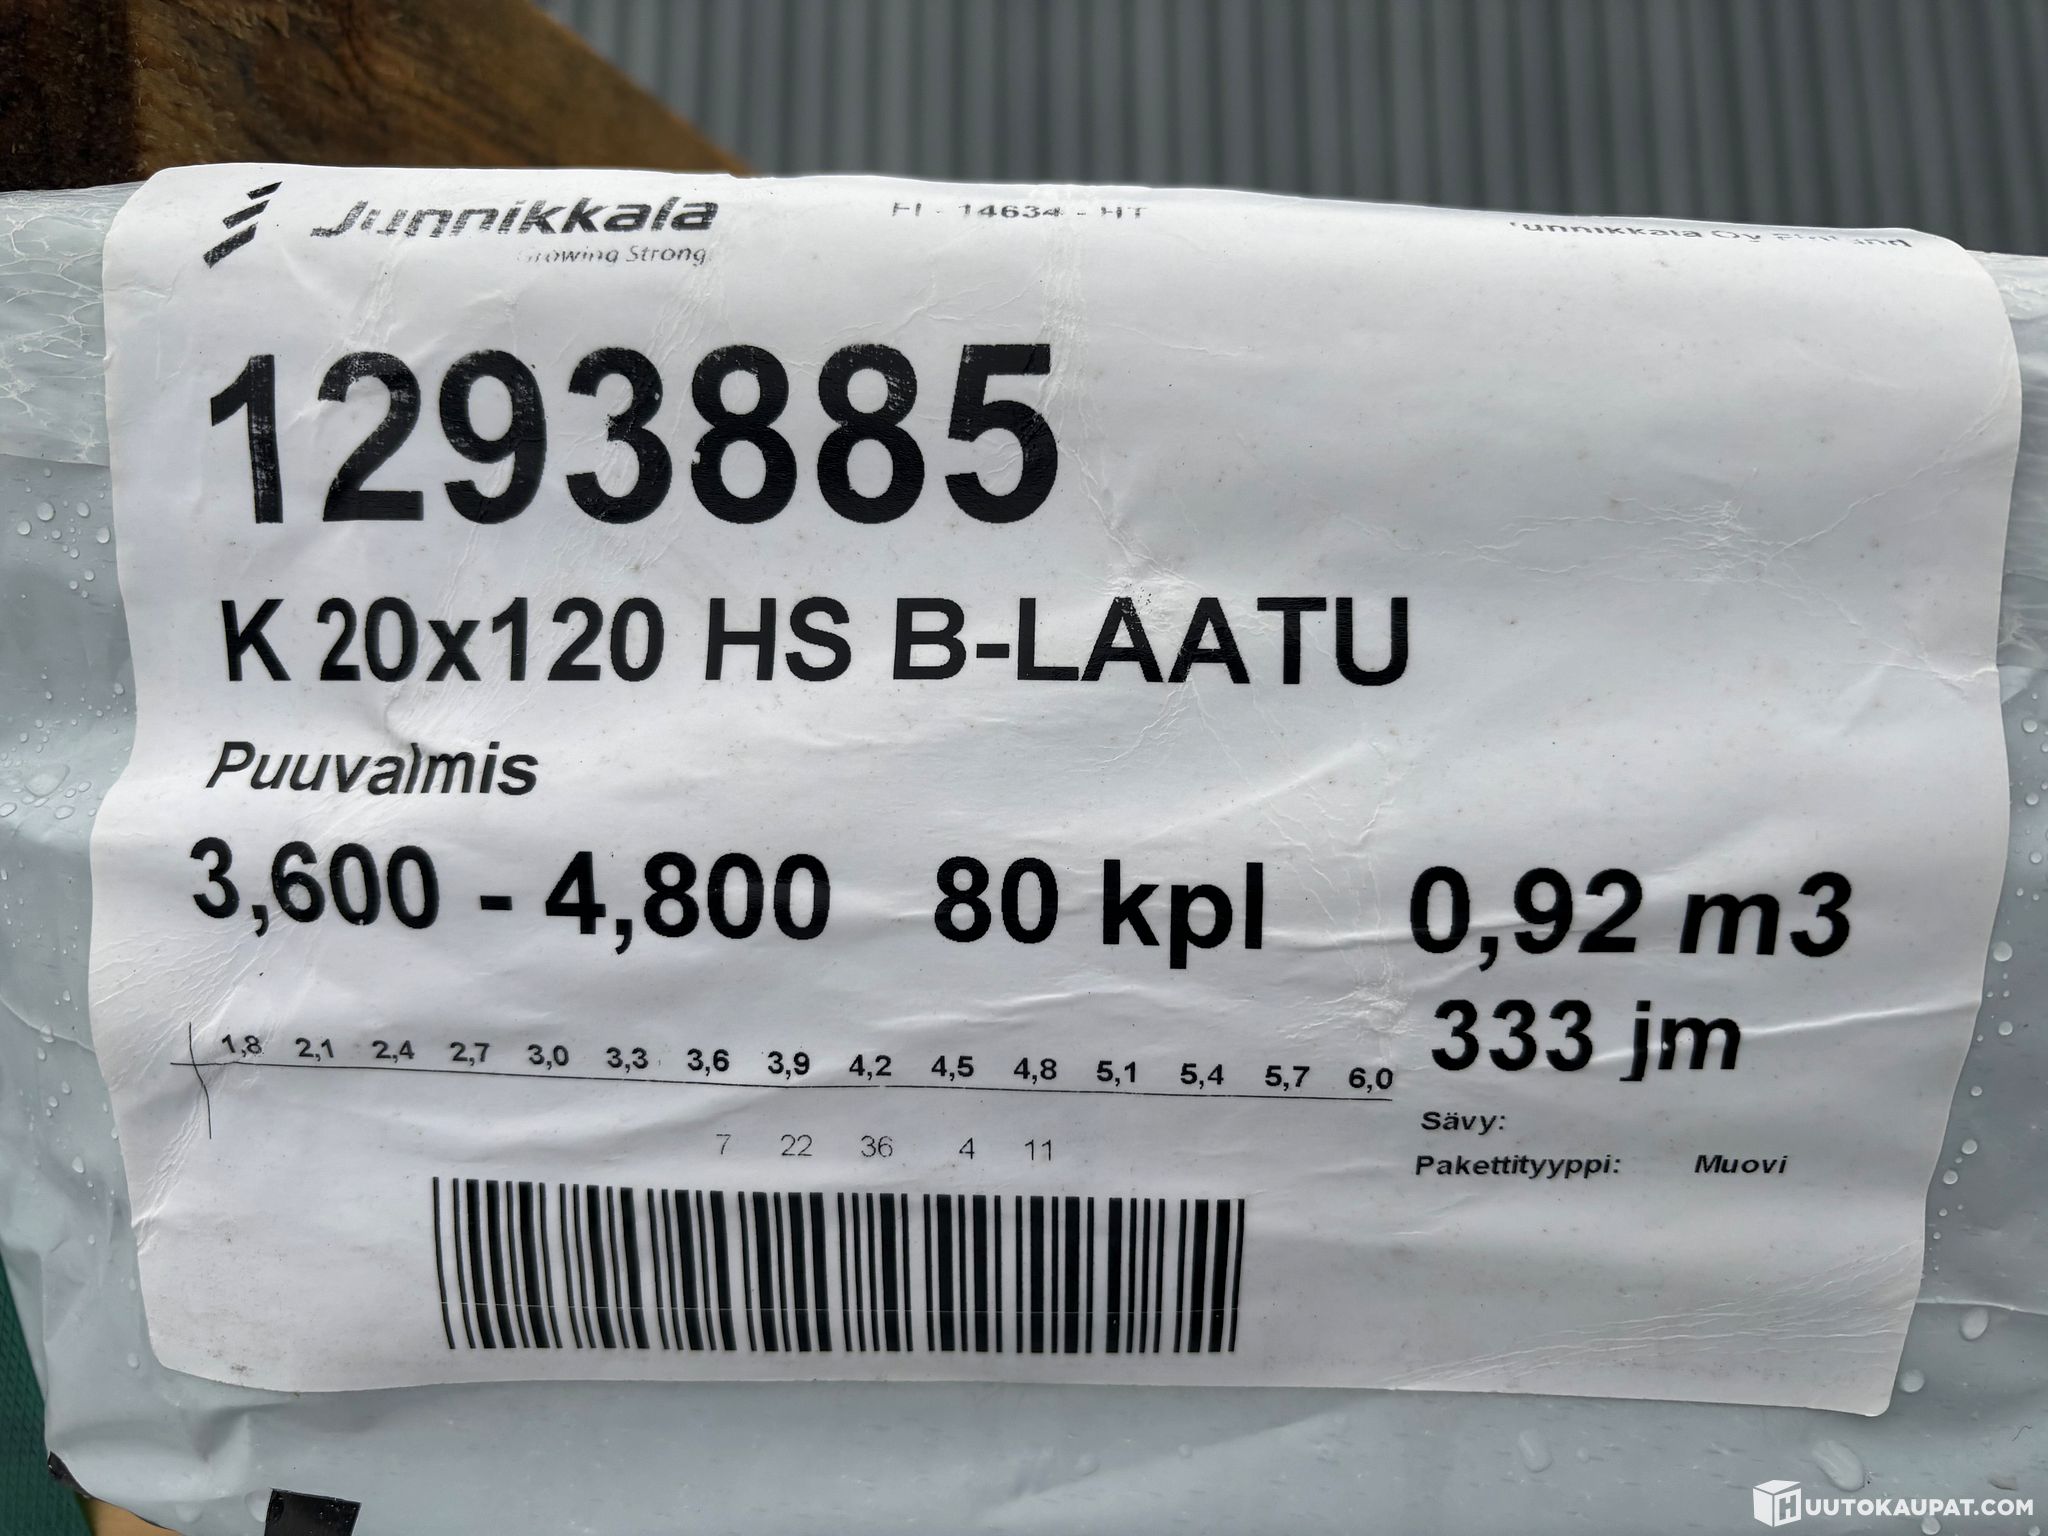 Junnikkala
Growing Strong
FI - 14634 - HT
Junnikkala Oy Finland
1293885
K 20x120 HS B-LAATU
Puuvalmis
3,600 - 4,800 80 kpl 0,92 m3
333 jm
1,8 2,1 2,4 2,7 3,0 3,3 3,6 3,9 4,2 4,5 4,8 5,1 5,4 5,7 6,0
7 22 36 4 11
Sävy:
Pakettityyppi: Muovi
HUUTOKAUPAT.COM